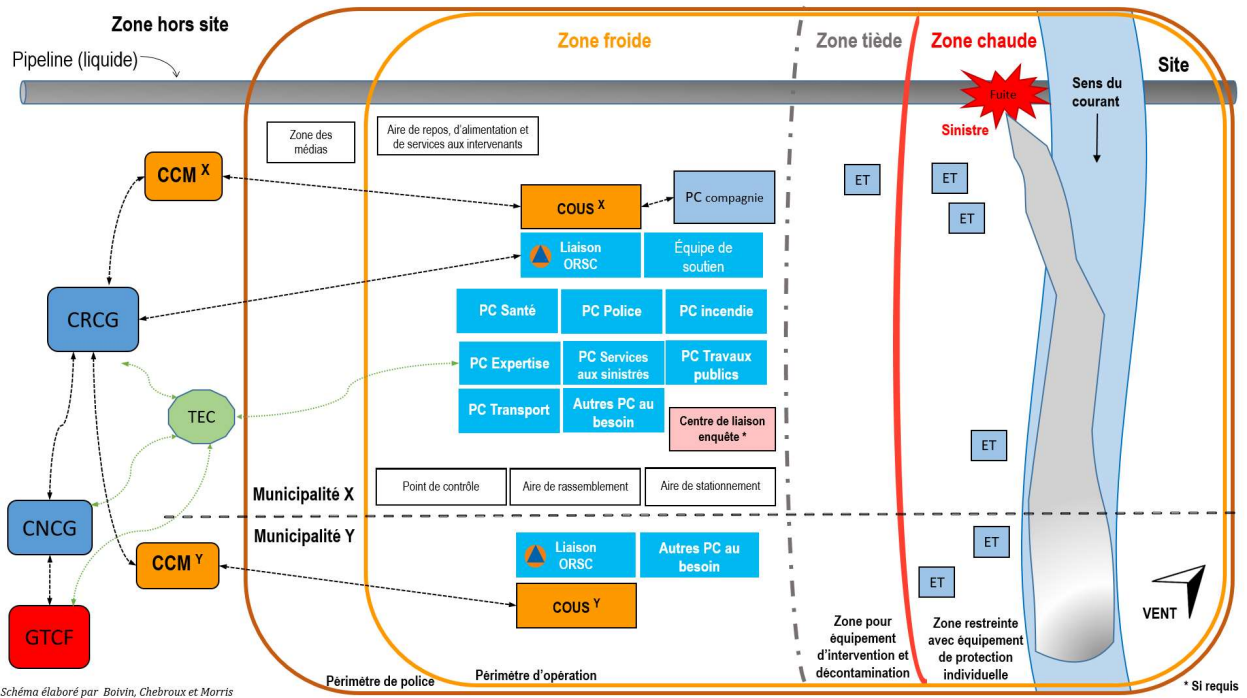 Zone hors site
Zone froide
Zone tiède
Zone chaude
Site
Pipeline (liquide)
Fuite
Sinistre
Sens du
courant
Zone des
médias
Aire de repos, d'alimentation et
de services aux intervenants
CCM X
COUS X
PC compagnie
ET
ET
ET
Liaison
ORSC
Équipe de
soutien
CRCG
PC Santé
PC Police
PC incendie
PC Expertise
PC Services
aux sinistrés
PC Travaux
publics
TEC
PC Transport
Autres PC au
besoin
Centre de liaison
enquête *
ET
Point de contrôle
Aire de rassemblement
Aire de stationnement
Municipalité X
CNCG
Municipalité Y
CCM Y
Liaison
ORSC
Autres PC au
besoin
ET
ET
COUS Y
VENT
GTCF
Zone pour
équipement
d'intervention et
décontamination
Zone restreinte
avec équipement
de protection
individuelle
Périmètre de police
Périmètre d'opération
* Si requis
Schéma élaboré par Boivin, Chebroux et Morris